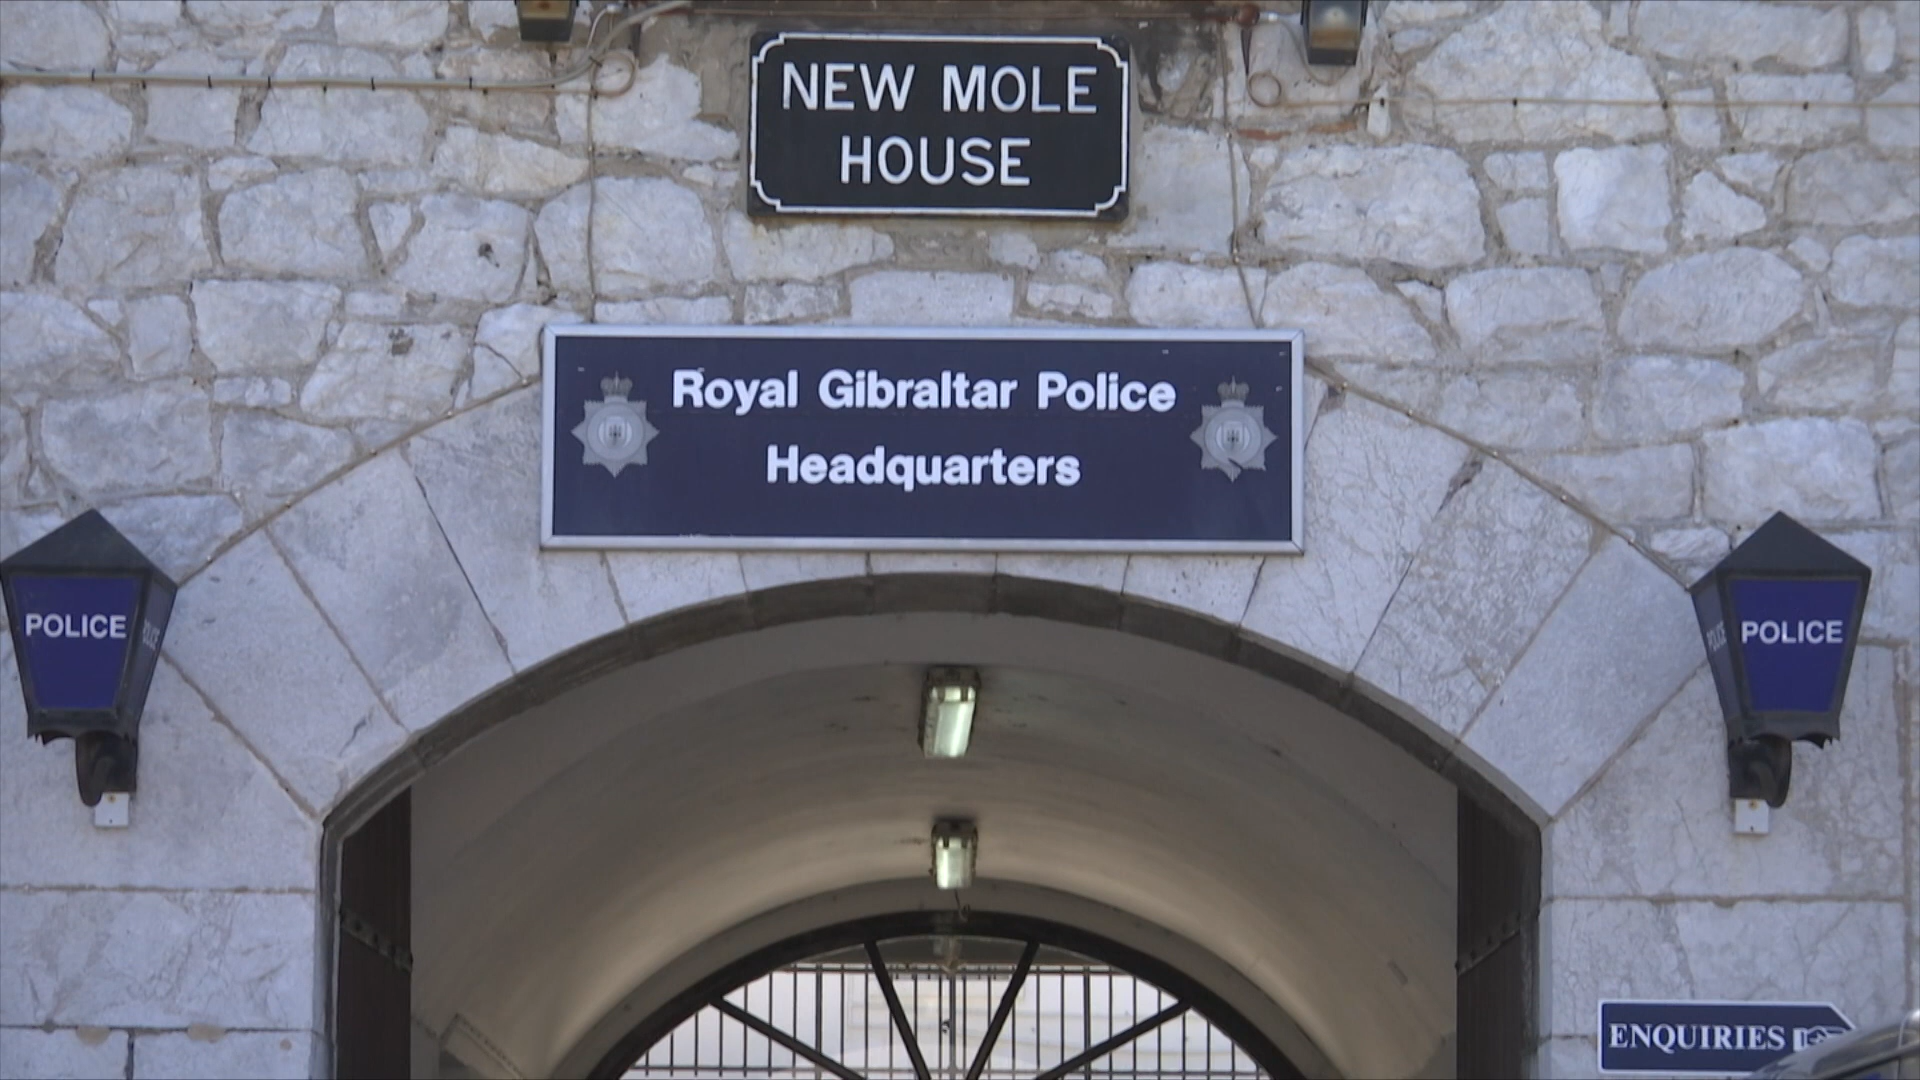 NEW MOLE
HOUSE
Royal Gibraltar Police
Headquarters
POLICE
POLICE
POLICE
POLICE
ENQUIRIES